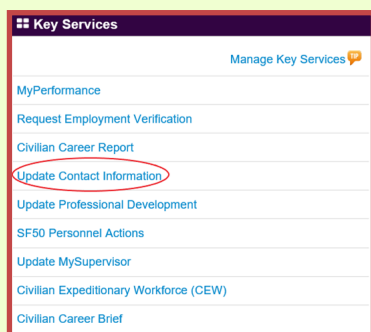 Key Services
Manage Key Services TIP
MyPerformance
Request Employment Verification
Civilian Career Report
Update Contact Information
Update Professional Development
SF50 Personnel Actions
Update MySupervisor
Civilian Expeditionary Workforce (CEW)
Civilian Career Brief